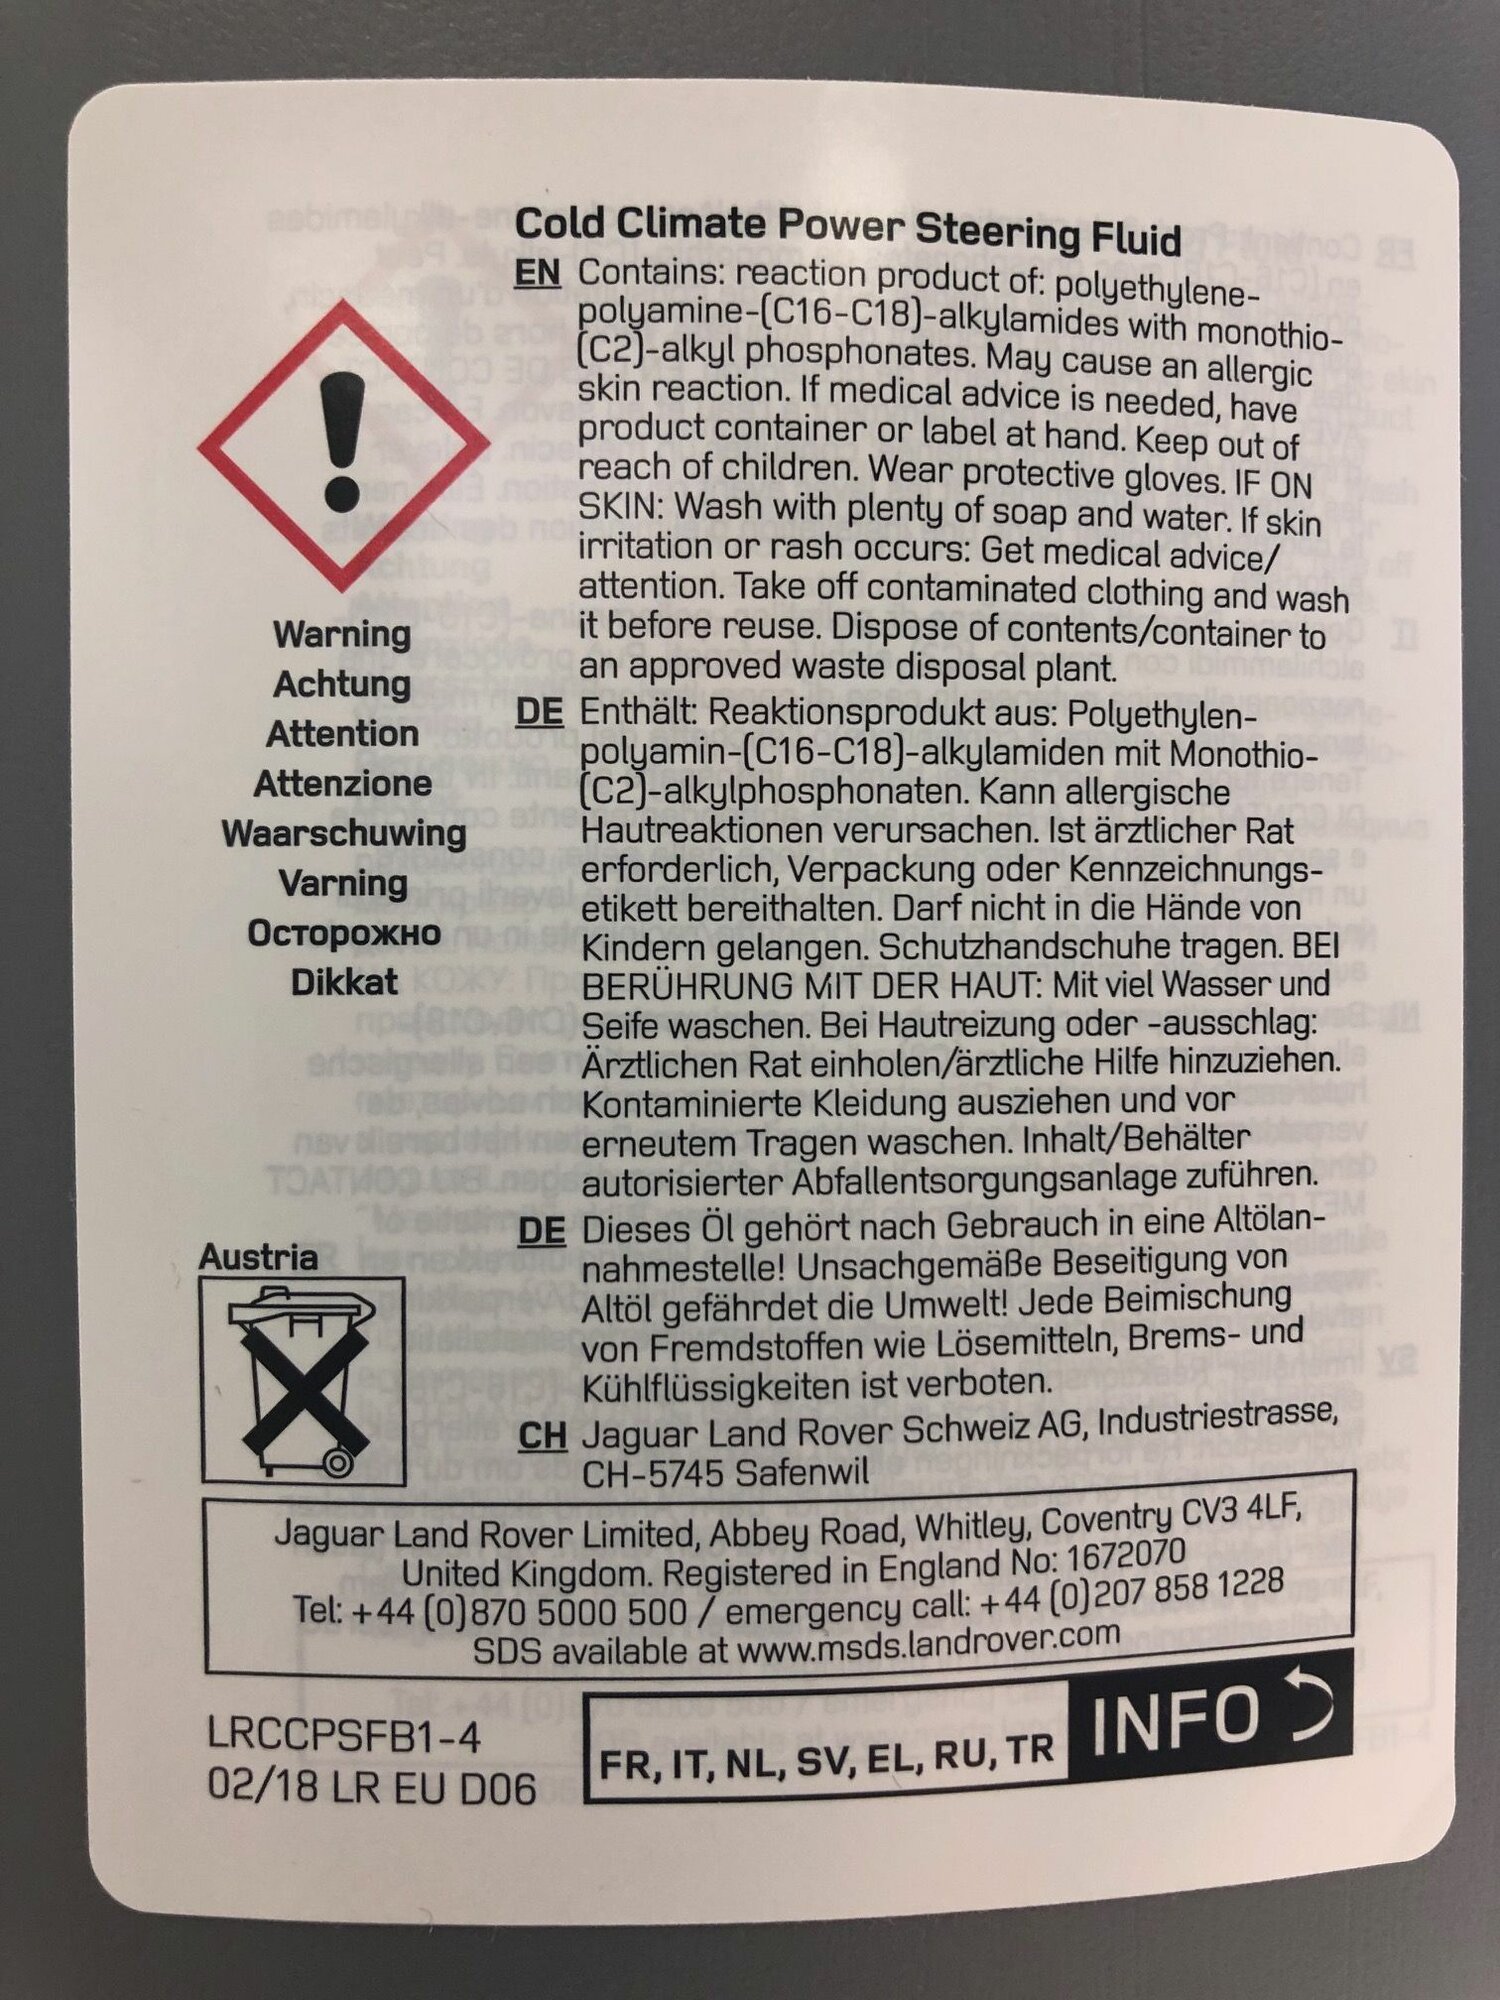 Cold Climate Power Steering Fluid
EN Contains: reaction product of: polyethylene-
polyamine-(C16-C18)-alkylamides with monothio-
(C2)-alkyl phosphonates. May cause an allergic
skin reaction. If medical advice is needed, have
product container or label at hand. Keep out of
reach of children. Wear protective gloves. IF ON
SKIN: Wash with plenty of soap and water. If skin
irritation or rash occurs: Get medical advice/
attention. Take off contaminated clothing and wash
it before reuse. Dispose of contents/container to
an approved waste disposal plant.
Warning
Achtung
Attention
Attenzione
Waarschuwing
Varning
Осторожно
Dikkat
DE Enthält: Reaktionsprodukt aus: Polyethylen-
polyamin-(C16-C18)-alkylamiden mit Monothio-
(C2)-alkylphosphonaten. Kann allergische
Hautreaktionen verursachen. Ist ärztlicher Rat
erforderlich, Verpackung oder Kennzeichnungs-
etikett bereithalten. Darf nicht in die Hände von
Kindern gelangen. Schutzhandschuhe tragen. BEI
BERÜHRUNG MIT DER HAUT: Mit viel Wasser und
Seife waschen. Bei Hautreizung oder -ausschlag:
Ärztlichen Rat einholen/ärztliche Hilfe hinzuziehen.
Kontaminierte Kleidung ausziehen und vor
erneutem Tragen waschen. Inhalt/Behälter
autorisierter Abfallentsorgungsanlage zuführen.
DE Dieses Öl gehört nach Gebrauch in eine Altölan-
nahmestelle! Unsachgemäße Beseitigung von
Altöl gefährdet die Umwelt! Jede Beimischung
von Fremdstoffen wie Lösemitteln, Brems- und
Kühlflüssigkeiten ist verboten.
Austria
CH Jaguar Land Rover Schweiz AG, Industriestrasse,
CH-5745 Safenwil
Jaguar Land Rover Limited, Abbey Road, Whitley, Coventry CV3 4LF,
United Kingdom. Registered in England No: 1672070
Tel: +44 (0)870 5000 500 / emergency call: +44 (0)207 858 1228
SDS available at www.msds.landrover.com
LRCCPSFB1-4
02/18 LR EU D06
FR, IT, NL, SV, EL, RU, TR INFO